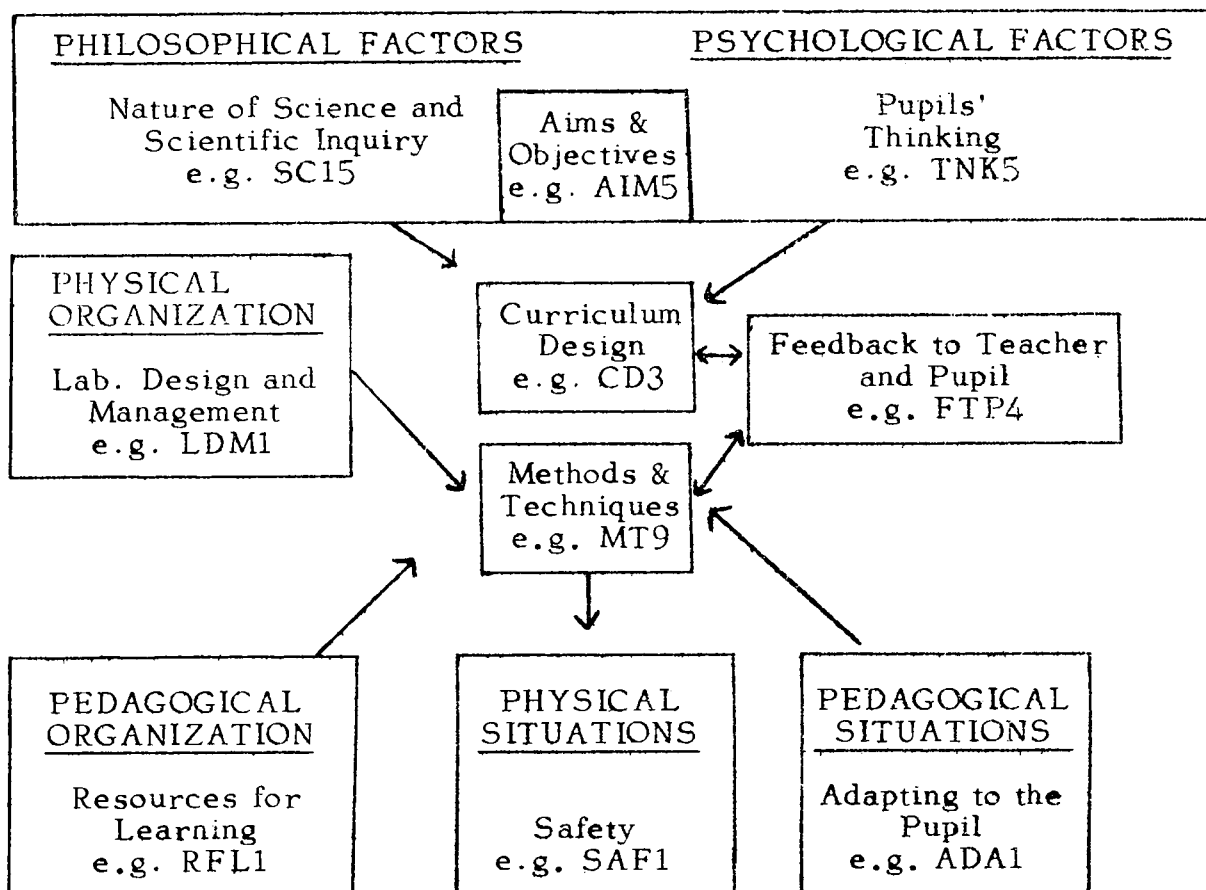 PHILOSOPHICAL FACTORS
Nature of Science and
Scientific Inquiry
e.g. SC15
Aims &
Objectives
e.g. AIM5
PSYCHOLOGICAL FACTORS
Pupils'
Thinking
e.g. TNK5
PHYSICAL
ORGANIZATION
Lab. Design and
Management
e.g. LDM1
Curriculum
Design
e.g. CD3
Feedback to Teacher
and Pupil
e.g. FTP4
Methods &
Techniques
e.g. MT9
PEDAGOGICAL
ORGANIZATION
Resources for
Learning
e.g. RFL1
PHYSICAL
SITUATIONS
Safety
e.g. SAF1
PEDAGOGICAL
SITUATIONS
Adapting to the
Pupil
e.g. ADA1